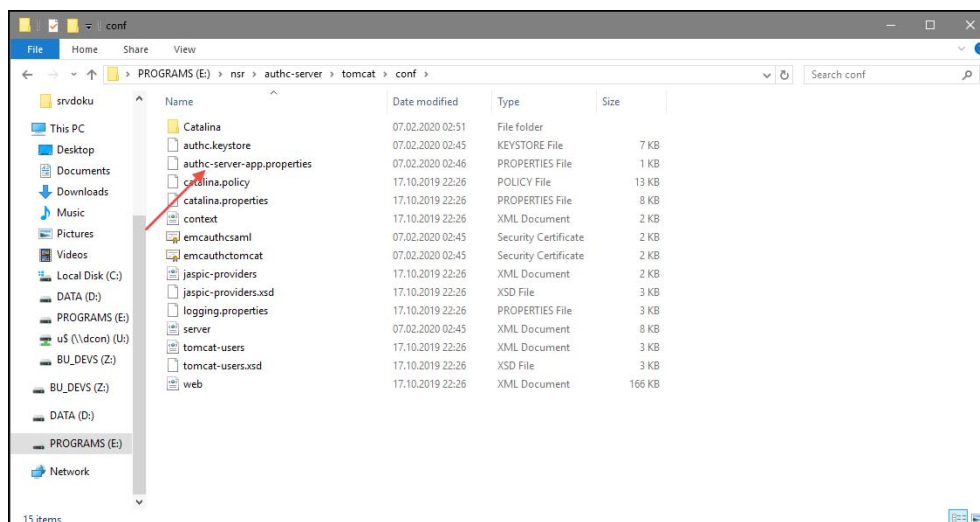 conf
File Home Share View
PROGRAMS (E:) > nsr > authc-server > tomcat > conf >
Search conf
srvdoku
This PC
Desktop
Documents
Downloads
Music
Pictures
Videos
Local Disk (C:)
DATA (D:)
PROGRAMS (E:)
u$ (\\dcon) (U:)
BU_DEVS (Z:)
BU_DEVS (Z:)
DATA (D:)
PROGRAMS (E:)
Network
Name Date modified Type Size
Catalina 07.02.2020 02:51 File folder
authc.keystore 07.02.2020 02:45 KEYSTORE File 7 KB
authc-server-app.properties 07.02.2020 02:46 PROPERTIES File 1 KB
catalina.policy 17.10.2019 22:26 POLICY File 13 KB
catalina.properties 17.10.2019 22:26 PROPERTIES File 8 KB
context 17.10.2019 22:26 XML Document 2 KB
emcauthcsaml 07.02.2020 02:45 Security Certificate 2 KB
emcauthctomcat 07.02.2020 02:45 Security Certificate 2 KB
jaspic-providers 17.10.2019 22:26 XML Document 2 KB
jaspic-providers.xsd 17.10.2019 22:26 XSD File 3 KB
logging.properties 17.10.2019 22:26 PROPERTIES File 3 KB
server 07.02.2020 02:45 XML Document 8 KB
tomcat-users 17.10.2019 22:26 XML Document 3 KB
tomcat-users.xsd 17.10.2019 22:26 XSD File 3 KB
web 17.10.2019 22:26 XML Document 166 KB
15 items